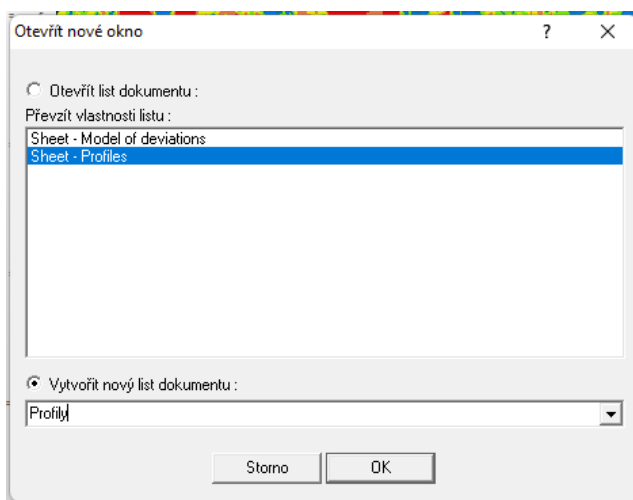 Otevřít nové okno
?
Otevřít list dokumentu :
Převzít vlastnosti listu :
Sheet - Model of deviations
Sheet - Profiles
Vytvořit nový list dokumentu :
Profily
Storno
OK